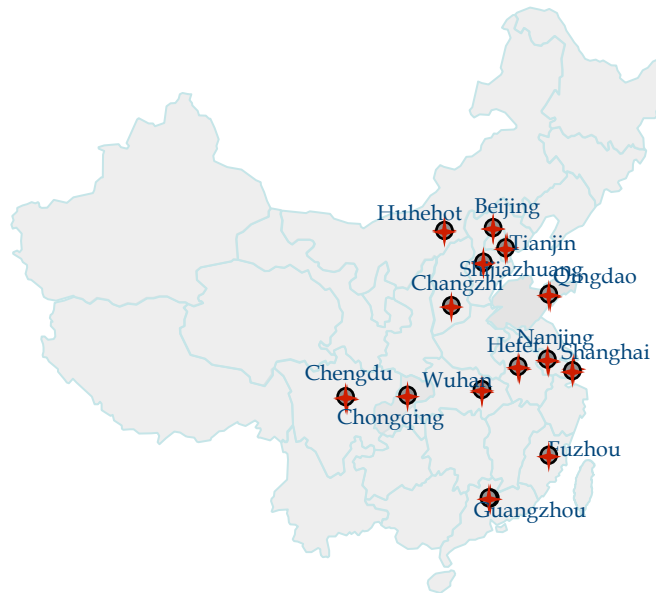 Beijing
Huhehot
Tianjin
Shijiazhuang
Qingdao
Changzhi
Nanjing
Hefei
Shanghai
Chengdu
Wuhan
Chongqing
Fuzhou
Guangzhou